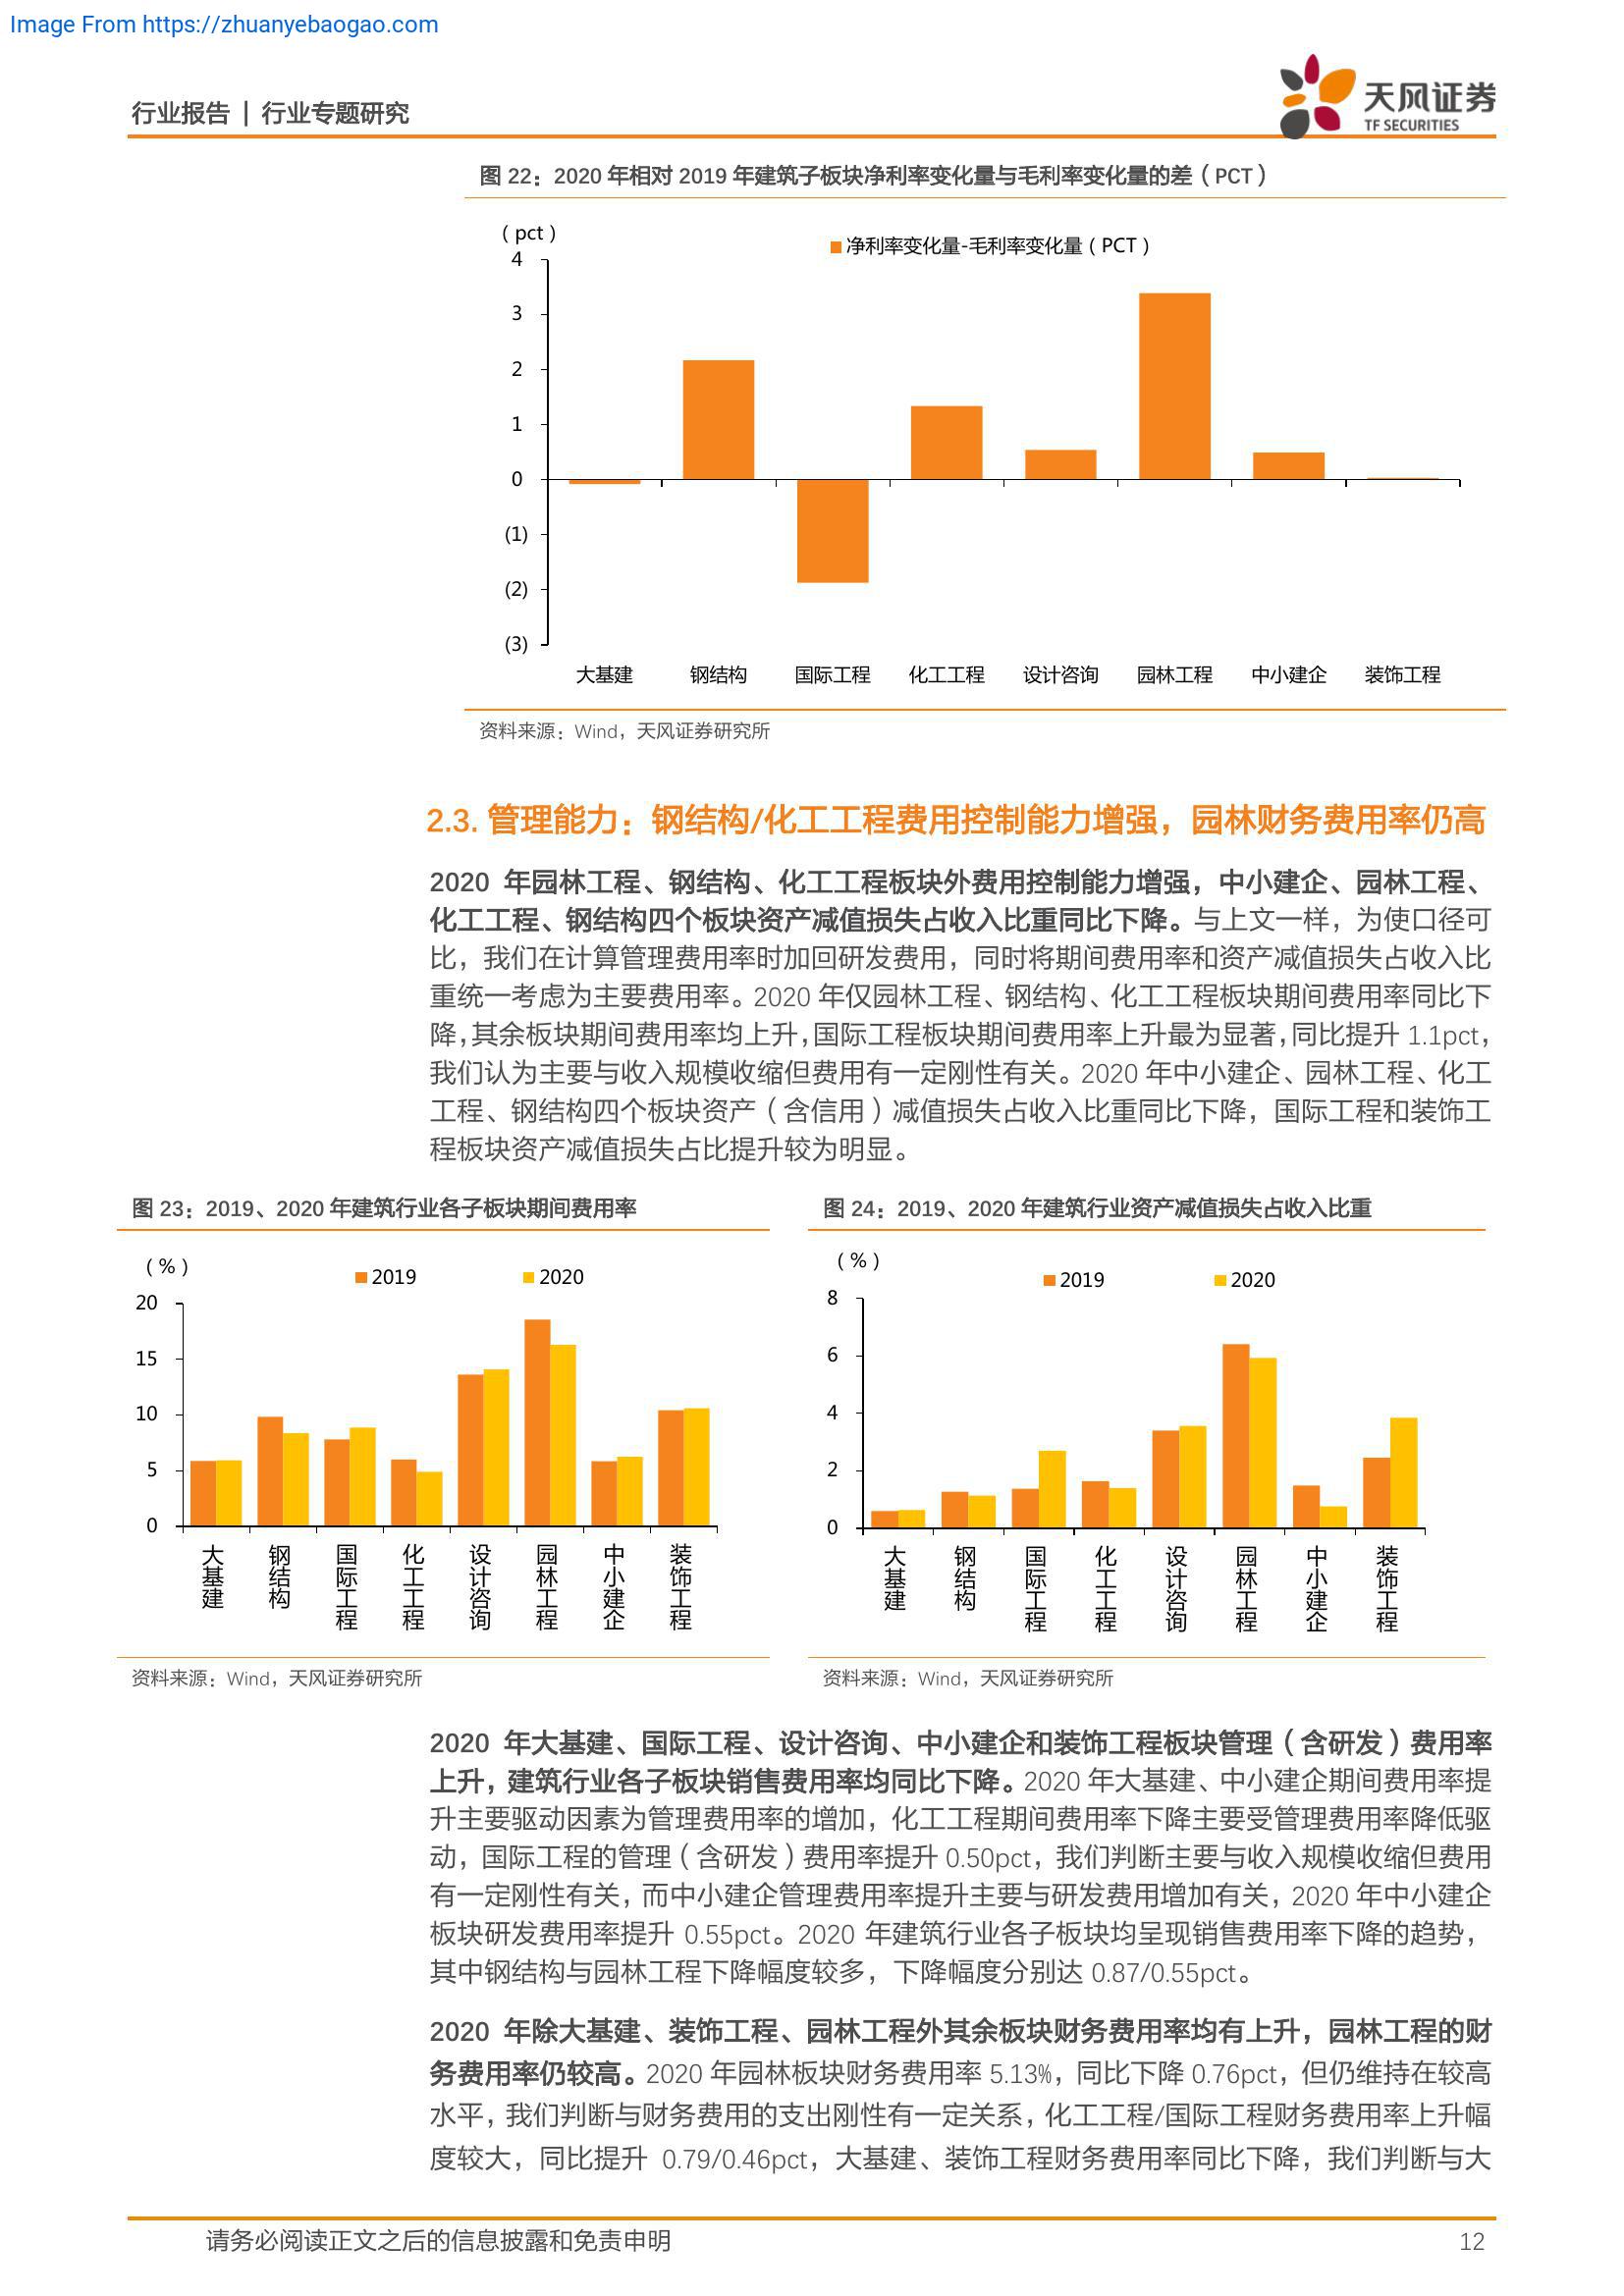 Image From https://zhuanyebaogao.com
行业报告 | 行业专题研究
天风证券
TF SECURITIES
图 22：2020 年相对 2019 年建筑子板块净利率变化量与毛利率变化量的差（PCT）
（pct）
净利率变化量-毛利率变化量（PCT）
4
3
2
1
0
(1)
(2)
(3)
大基建 钢结构 国际工程 化工工程 设计咨询 园林工程 中小建企 装饰工程
资料来源：Wind，天风证券研究所
2.3. 管理能力：钢结构/化工工程费用控制能力增强，园林财务费用率仍高
2020 年园林工程、钢结构、化工工程板块外费用控制能力增强，中小建企、园林工程、
化工工程、钢结构四个板块资产减值损失占收入比重同比下降。与上文一样，为使口径可
比，我们在计算管理费用率时加回研发费用，同时将期间费用率和资产减值损失占收入比
重统一考虑为主要费用率。2020 年仅园林工程、钢结构、化工工程板块期间费用率同比下
降，其余板块期间费用率均上升，国际工程板块期间费用率上升最为显著，同比提升 1.1pct，
我们认为主要与收入规模收缩但费用有一定刚性有关。2020 年中小建企、园林工程、化工
工程、钢结构四个板块资产（含信用）减值损失占收入比重同比下降，国际工程和装饰工
程板块资产减值损失占比提升较为明显。
图 23：2019、2020 年建筑行业各子板块期间费用率
（%）
2019 2020
20
15
10
5
0
大基建 钢结构 国际工程 化工工程 设计咨询 园林工程 中小建企 装饰工程
资料来源：Wind，天风证券研究所
图 24：2019、2020 年建筑行业资产减值损失占收入比重
（%）
2019 2020
8
6
4
2
0
大基建 钢结构 国际工程 化工工程 设计咨询 园林工程 中小建企 装饰工程
资料来源：Wind，天风证券研究所
2020 年大基建、国际工程、设计咨询、中小建企和装饰工程板块管理（含研发）费用率
上升，建筑行业各子板块销售费用率均同比下降。2020 年大基建、中小建企期间费用率提
升主要驱动因素为管理费用率的增加，化工工程期间费用率下降主要受管理费用率降低驱
动，国际工程的管理（含研发）费用率提升 0.50pct，我们判断主要与收入规模收缩但费用
有一定刚性有关，而中小建企管理费用率提升主要与研发费用增加有关，2020 年中小建企
板块研发费用率提升 0.55pct。2020 年建筑行业各子板块均呈现销售费用率下降的趋势，
其中钢结构与园林工程下降幅度较多，下降幅度分别达 0.87/0.55pct。
2020 年除大基建、装饰工程、园林工程外其余板块财务费用率均有上升，园林工程的财
务费用率仍较高。2020 年园林板块财务费用率 5.13%，同比下降 0.76pct，但仍维持在较高
水平，我们判断与财务费用的支出刚性有一定关系，化工工程/国际工程财务费用率上升幅
度较大，同比提升 0.79/0.46pct，大基建、装饰工程财务费用率同比下降，我们判断与大
请务必阅读正文之后的信息披露和免责申明
12